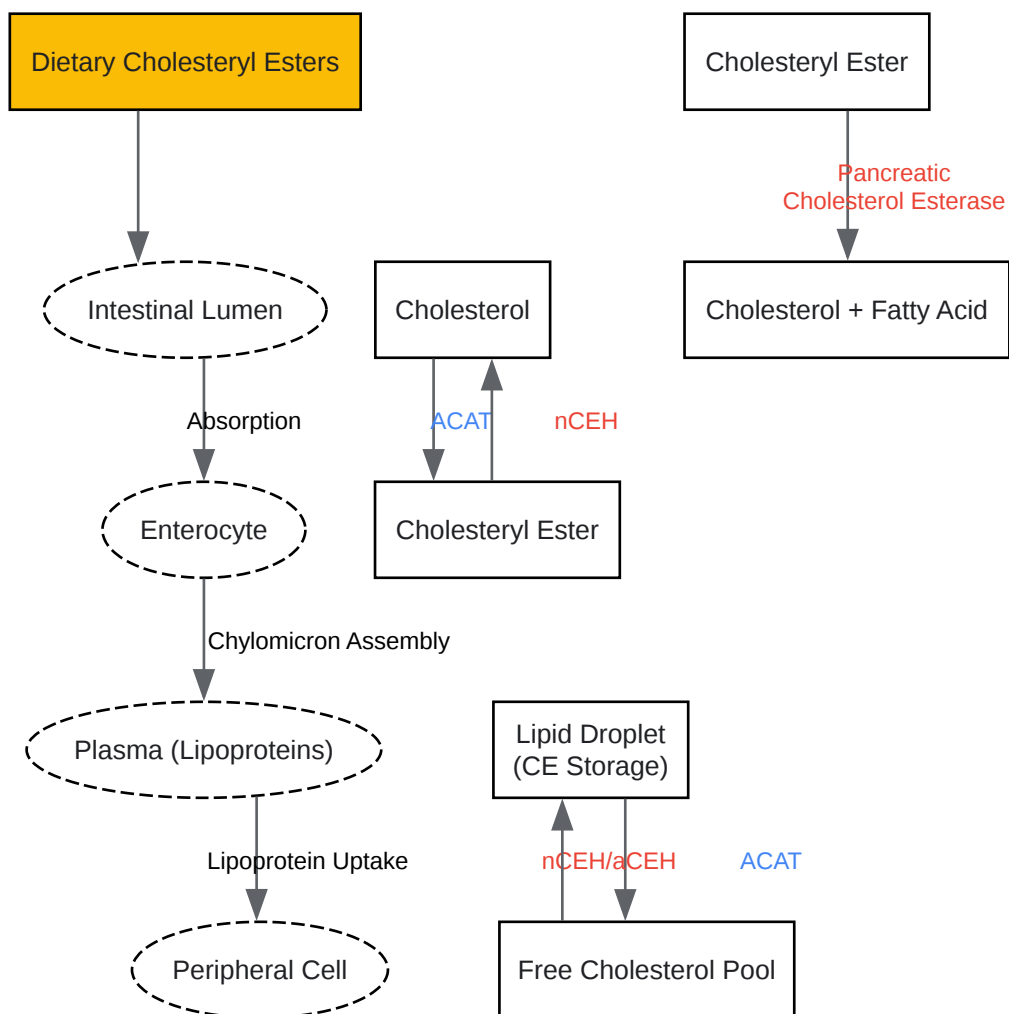 Dietary Cholesteryl Esters
Cholesteryl Ester
Pancreatic
Cholesterol Esterase
Intestinal Lumen
Cholesterol
Cholesterol + Fatty Acid
Absorption
ACAT
nCEH
Enterocyte
Cholesteryl Ester
Chylomicron Assembly
Plasma (Lipoproteins)
Lipid Droplet
(CE Storage)
Lipoprotein Uptake
nCEH/aCEH
ACAT
Peripheral Cell
Free Cholesterol Pool